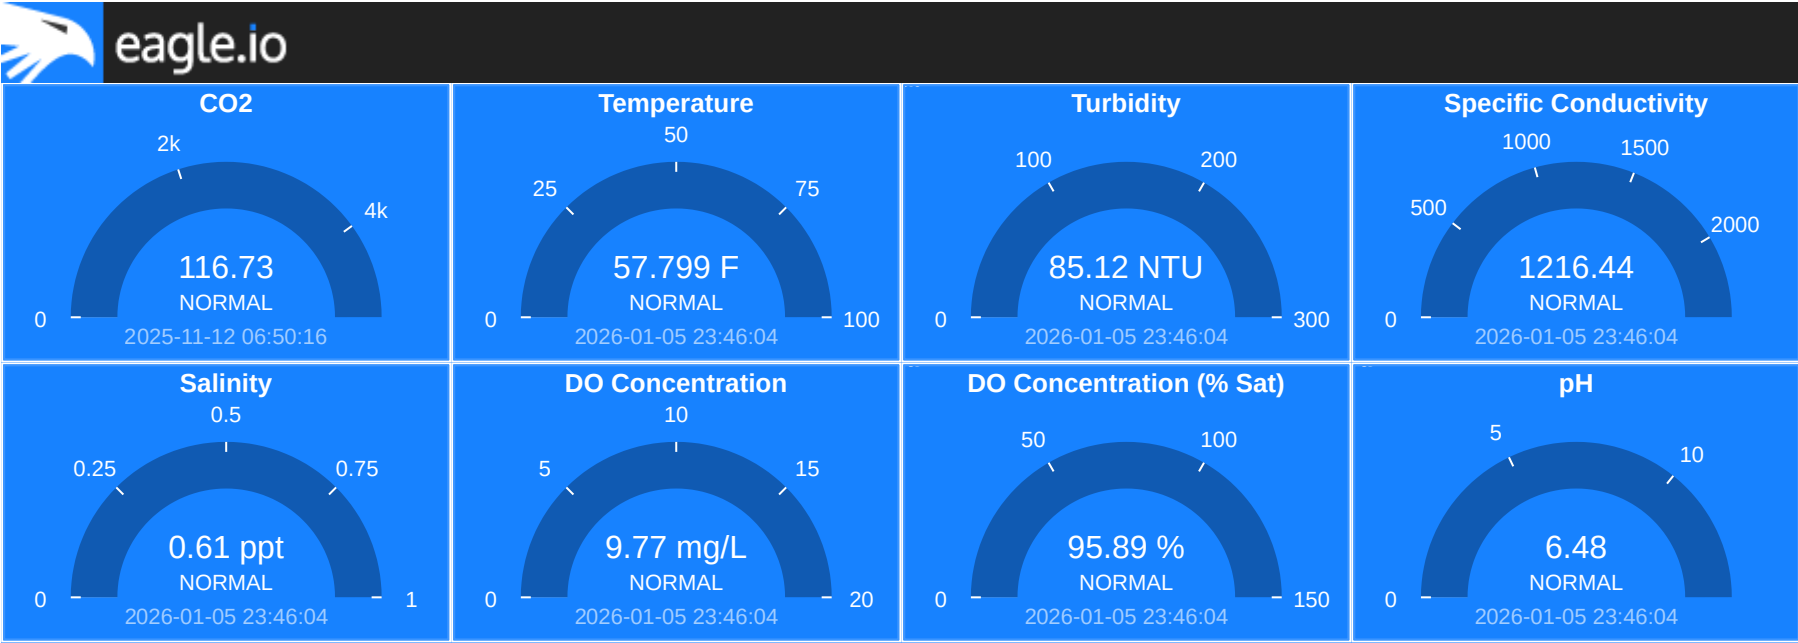 eagle.io
CO2
2k
4k
0
116.73
NORMAL
2025-11-12 06:50:16
Temperature
50
25
75
0
100
57.799 F
NORMAL
2026-01-05 23:46:04
Turbidity
100
200
0
300
85.12 NTU
NORMAL
2026-01-05 23:46:04
Specific Conductivity
1000
1500
500
2000
0
1216.44
NORMAL
2026-01-05 23:46:04
Salinity
0.5
0.25
0.75
0
1
0.61 ppt
NORMAL
2026-01-05 23:46:04
DO Concentration
10
5
15
0
20
9.77 mg/L
NORMAL
2026-01-05 23:46:04
DO Concentration (% Sat)
50
100
0
150
95.89 %
NORMAL
2026-01-05 23:46:04
pH
5
10
0
6.48
NORMAL
2026-01-05 23:46:04